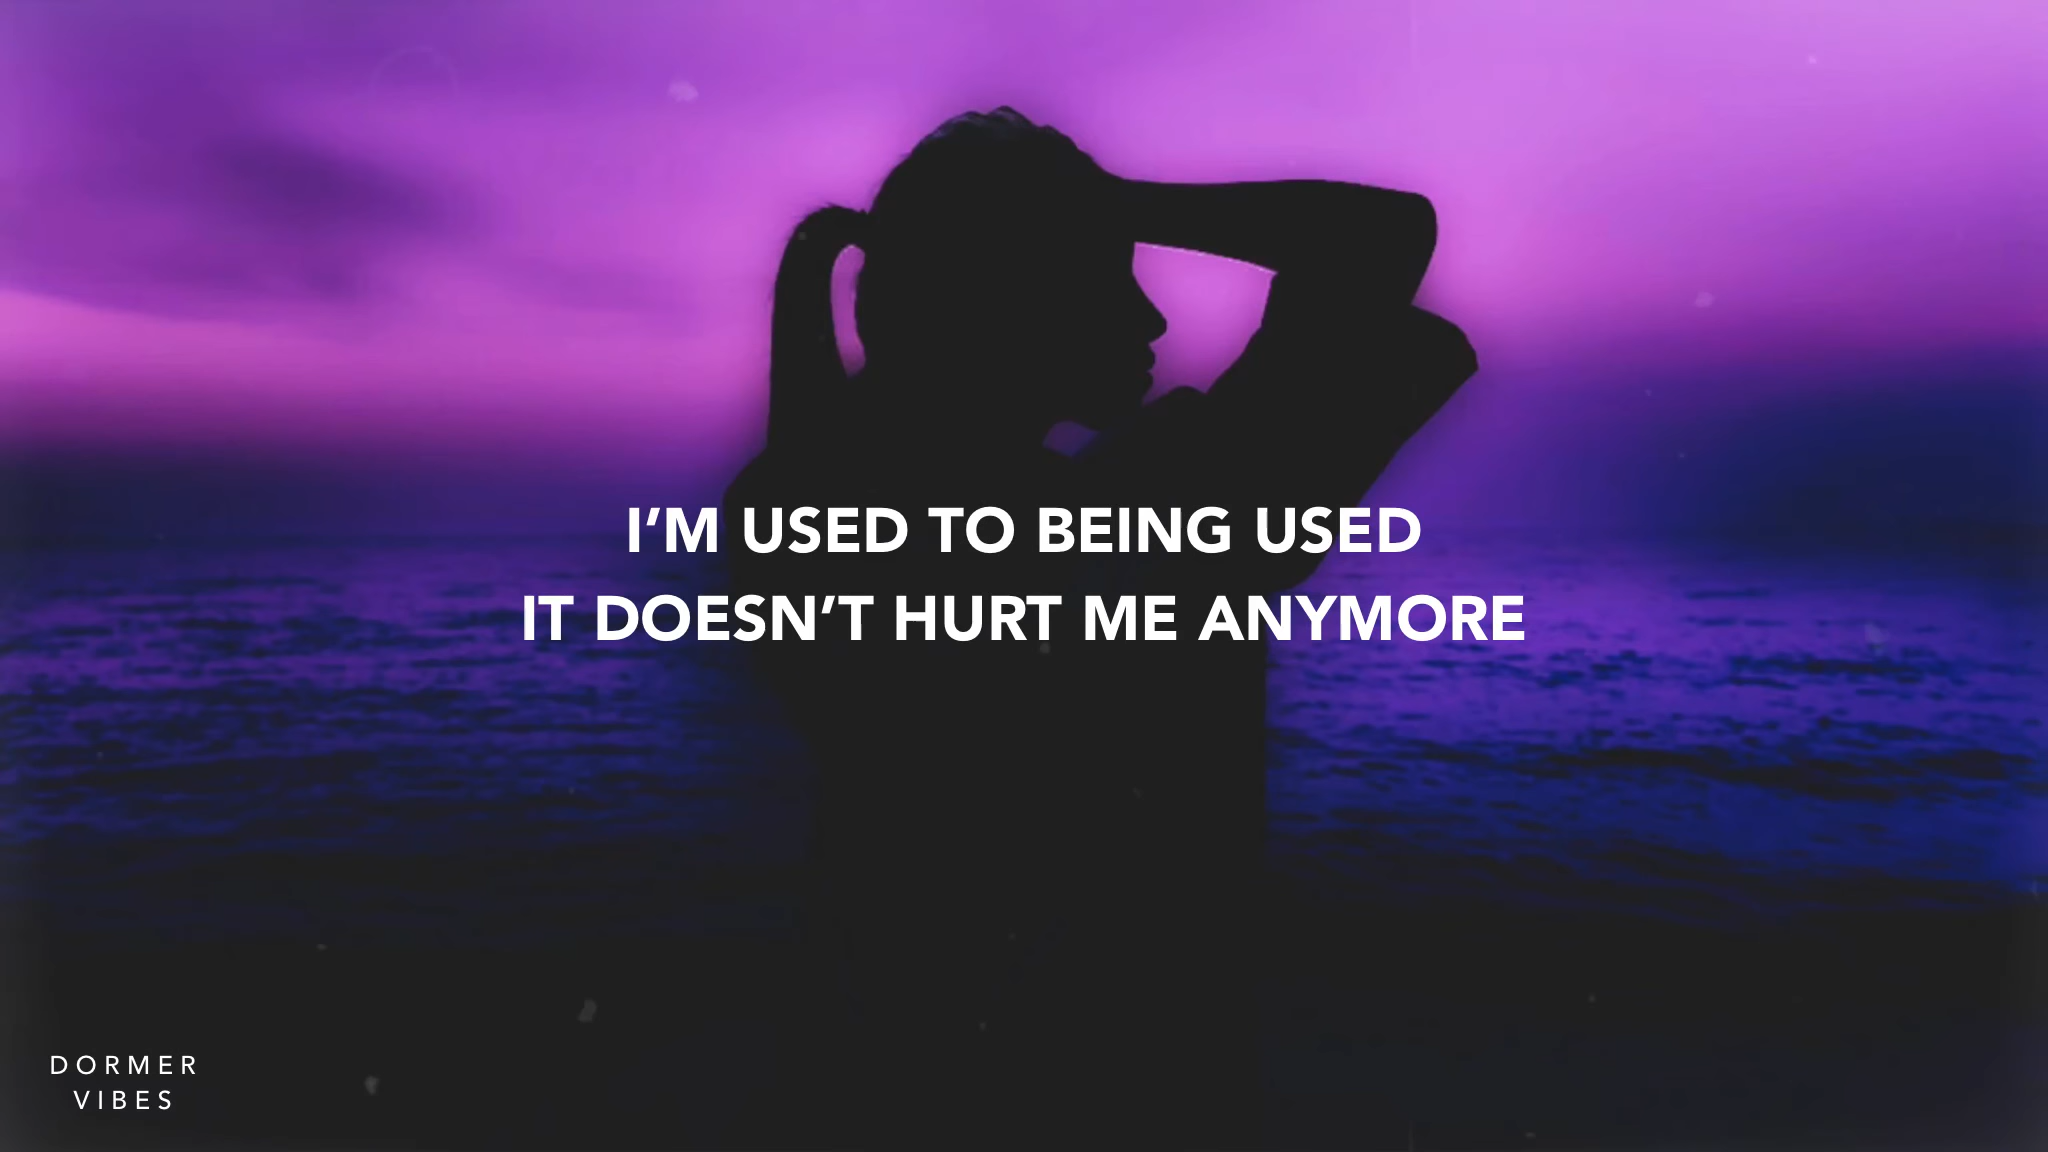 I’M USED TO BEING USED
IT DOESN’T HURT ME ANYMORE
DORMER
VIBES